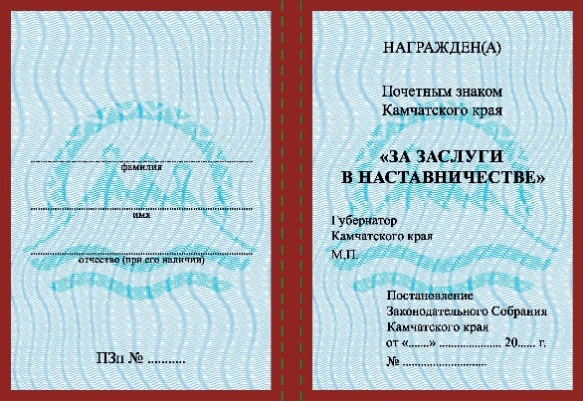 фамилия
имя
отчество (при его наличии)
ПЗн № ...........
НАГРАЖДЕН(А)
Почетным знаком
Камчатского края
«ЗА ЗАСЛУГИ
В НАСТАВНИЧЕСТВЕ»
Губернатор
Камчатского края
М.П.
Постановление
Законодательного Собрания
Камчатского края
от «......» .................... 20...... г.
№ ............................